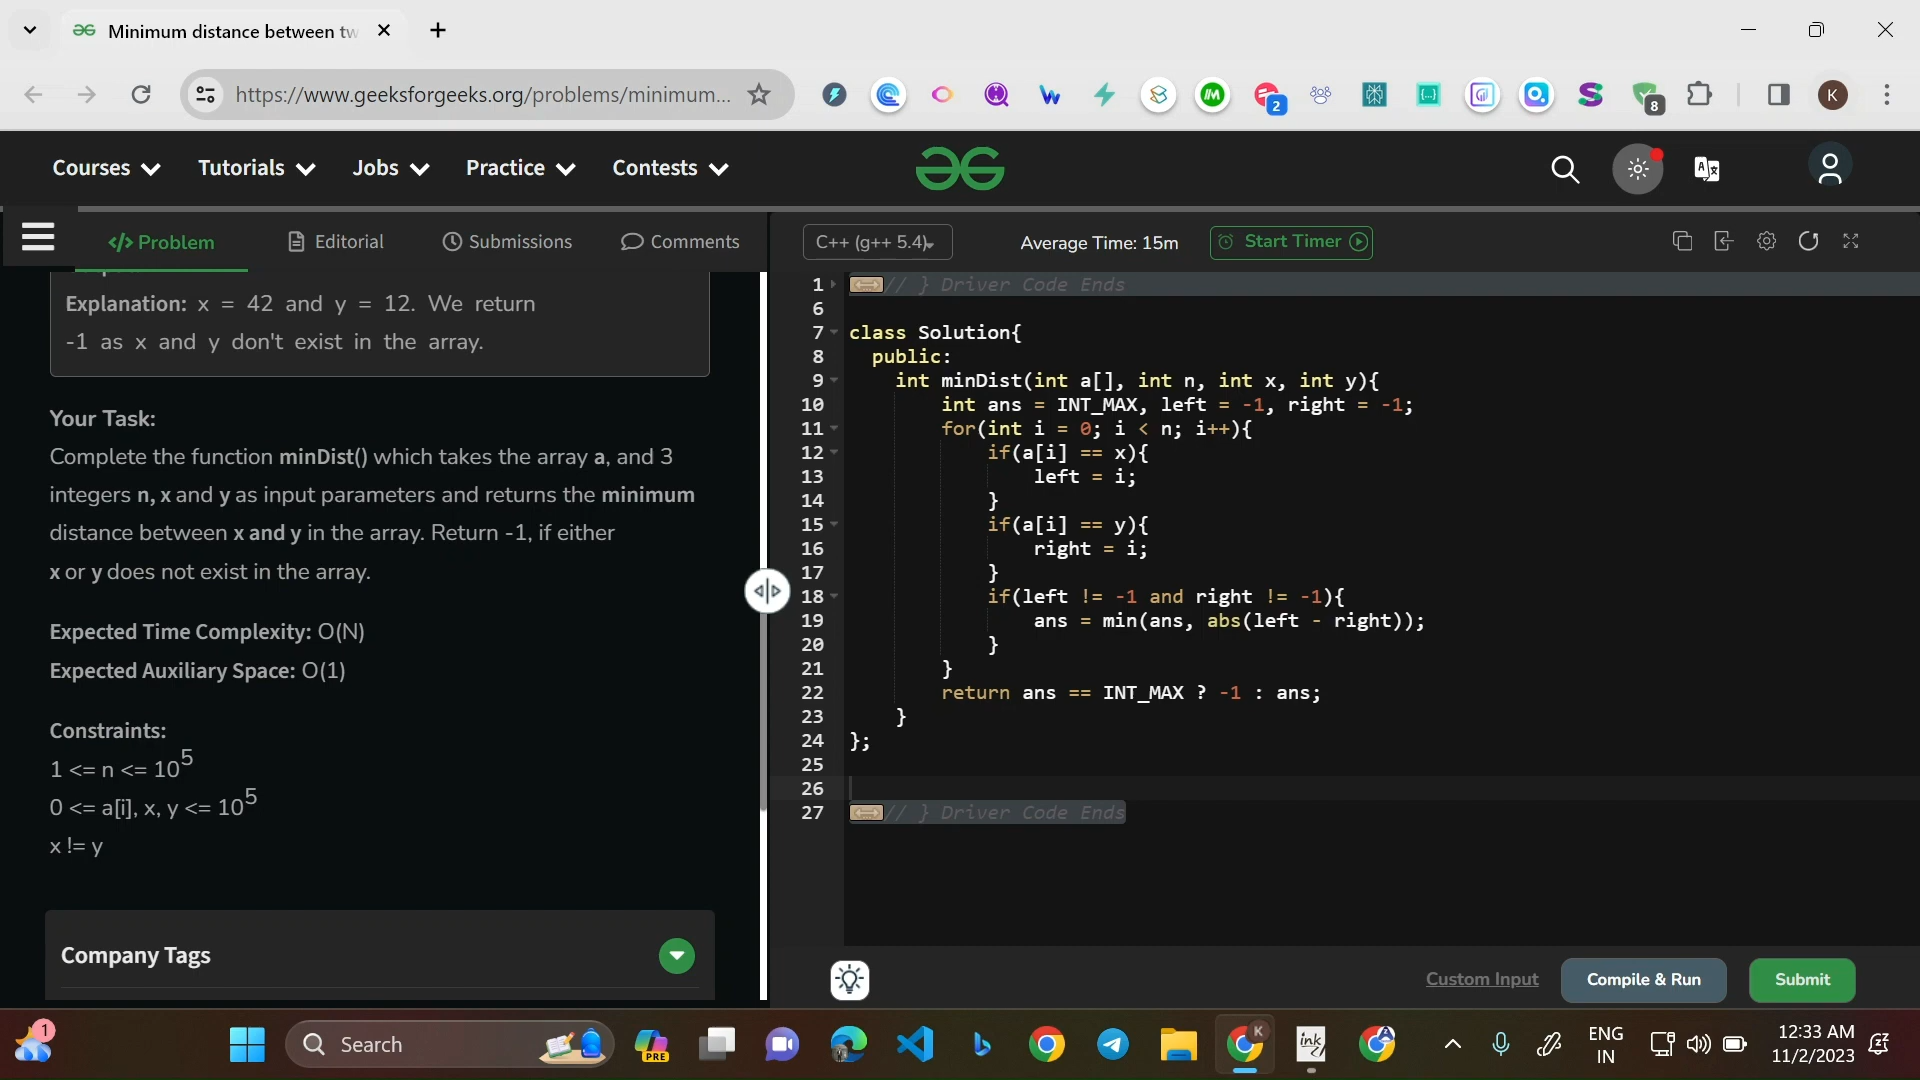 Minimum distance between tw
https://www.geeksforgeeks.org/problems/minimum...
2
8
K
Courses
Tutorials
Jobs
Practice
Contests
</> Problem
Editorial
Submissions
Comments
C++ (g++ 5.4)
Average Time: 15m
Start Timer
Explanation: x = 42 and y = 12. We return
-1 as x and y don't exist in the array.
Your Task:
Complete the function minDist() which takes the array a, and 3
integers n, x and y as input parameters and returns the minimum
distance between x and y in the array. Return -1, if either
x or y does not exist in the array.
Expected Time Complexity: O(N)
Expected Auxiliary Space: O(1)
Constraints:
1 <= n <= 10^5
0 <= a[i], x, y <= 10^5
x != y
Company Tags
1 // } Driver Code Ends
6
7 class Solution{
8 public:
9 int minDist(int a[], int n, int x, int y){
10 int ans = INT_MAX, left = -1, right = -1;
11 for(int i = 0; i < n; i++){
12 if(a[i] == x){
13 left = i;
14 }
15 if(a[i] == y){
16 right = i;
17 }
18 if(left != -1 and right != -1){
19 ans = min(ans, abs(left - right));
20 }
21 }
22 return ans == INT_MAX ? -1 : ans;
23 }
24 };
25
26
27 // } Driver Code Ends
Custom Input
Compile & Run
Submit
1
Search
PRE
K
ink
A
ENG
IN
12:33 AM
11/2/2023